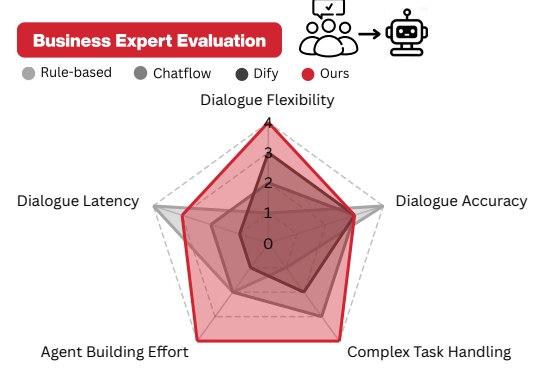 Business Expert Evaluation
Rule-based Chatflow Dify Ours
Dialogue Flexibility
4
3
2
Dialogue Latency Dialogue Accuracy
1
0
Agent Building Effort Complex Task Handling